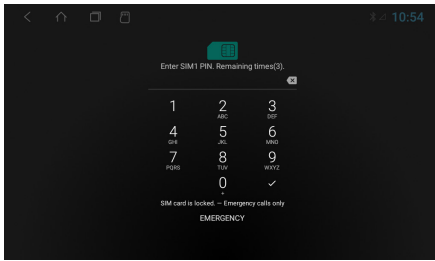 10:54
Enter SIM1 PIN. Remaining times(3).
1 2 3
ABC DEF
4 5 6
GHI JKL MNO
7 8 9
PQRS TUV WXYZ
0
+
SIM card is locked. — Emergency calls only
EMERGENCY